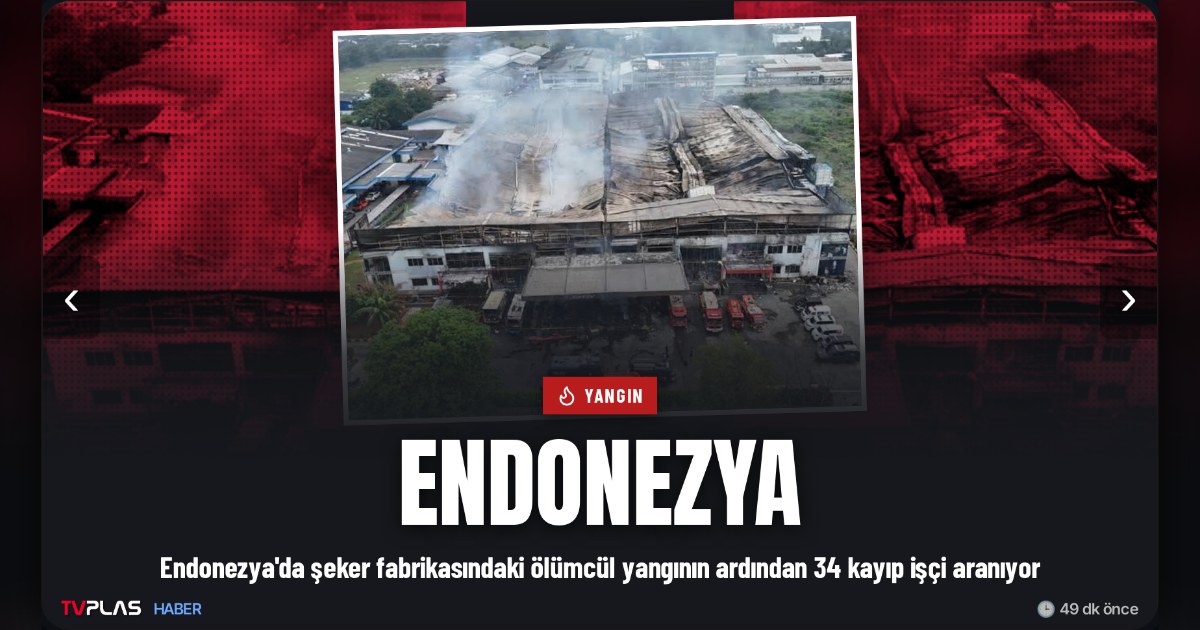 YANGIN
ENDONEZYA
Endonezya'da şeker fabrikasındaki ölümcül yangının ardından 34 kayıp işçi aranıyor
TVPLAS HABER
49 dk önce